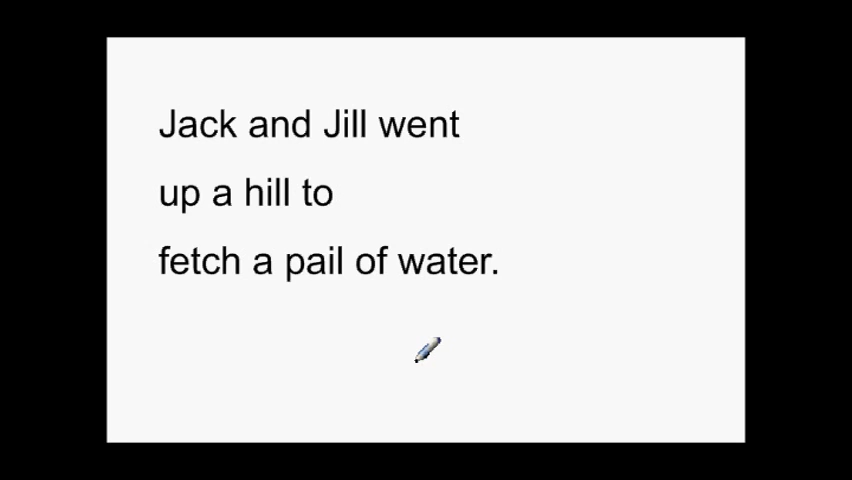 Jack and Jill went
up a hill to
fetch a pail of water.